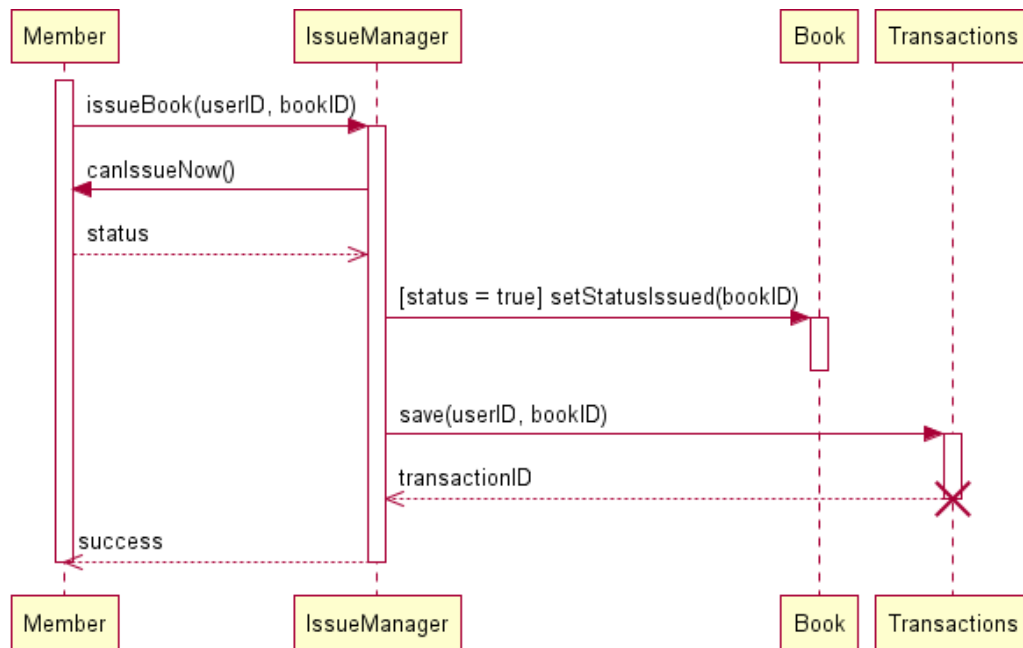 Member IssueManager Book Transactions
issueBook(userID, bookID)
canIssueNow()
status
[status = true] setStatusIssued(bookID)
save(userID, bookID)
transactionID
success
Member IssueManager Book Transactions